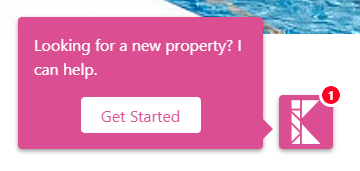 Looking for a new property? I
can help.
Get Started
1